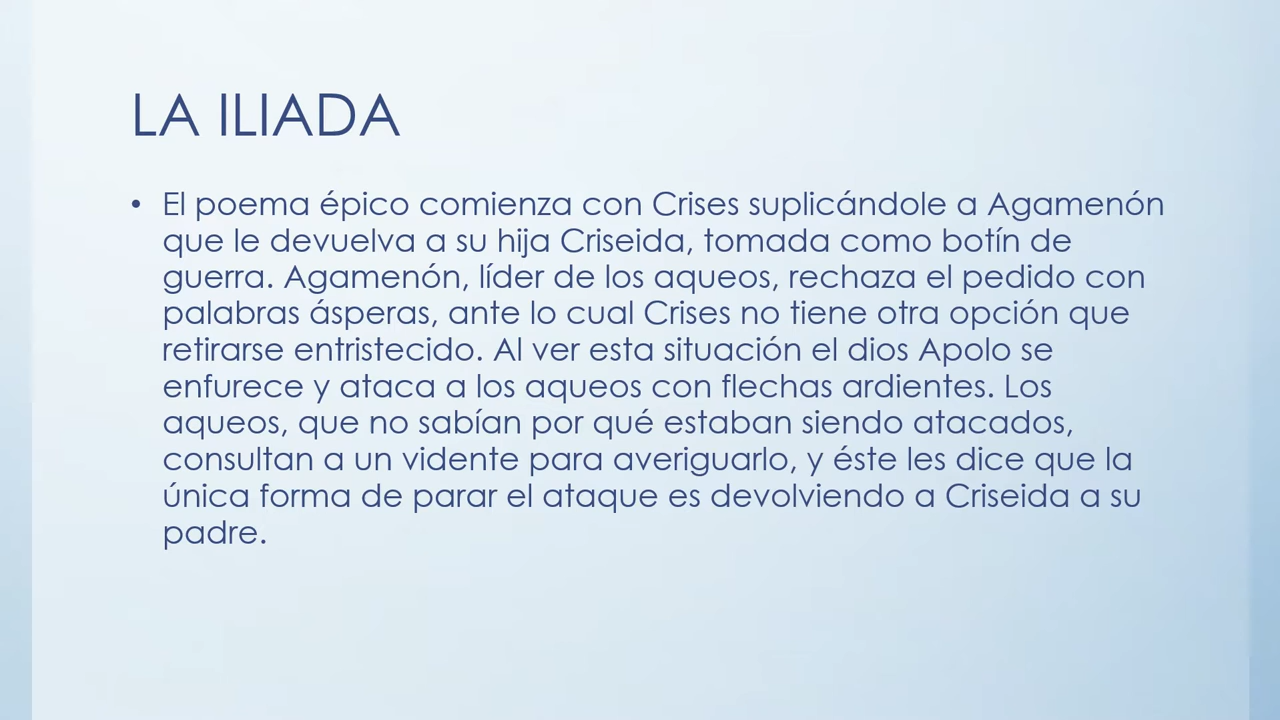 LA ILIADA
• El poema épico comienza con Crises suplicándole a Agamenón
que le devuelva a su hija Criseida, tomada como botín de
guerra. Agamenón, líder de los aqueos, rechaza el pedido con
palabras ásperas, ante lo cual Crises no tiene otra opción que
retirarse entristecido. Al ver esta situación el dios Apolo se
enfurece y ataca a los aqueos con flechas ardientes. Los
aqueos, que no sabían por qué estaban siendo atacados,
consultan a un vidente para averiguarlo, y éste les dice que la
única forma de parar el ataque es devolviendo a Criseida a su
padre.